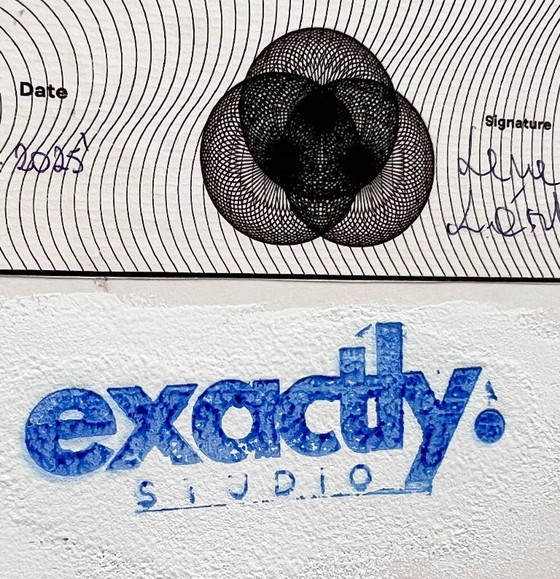 Date
Signature
2025
exactly.
STUDIO